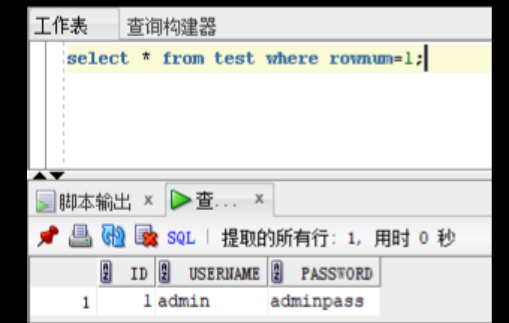 工作表 查询构建器
select * from test where rownum=1;
脚本输出 × 查... ×
SQL | 提取的所有行: 1, 用时 0 秒
ID USERNAME PASSWORD
1 1 admin adminpass